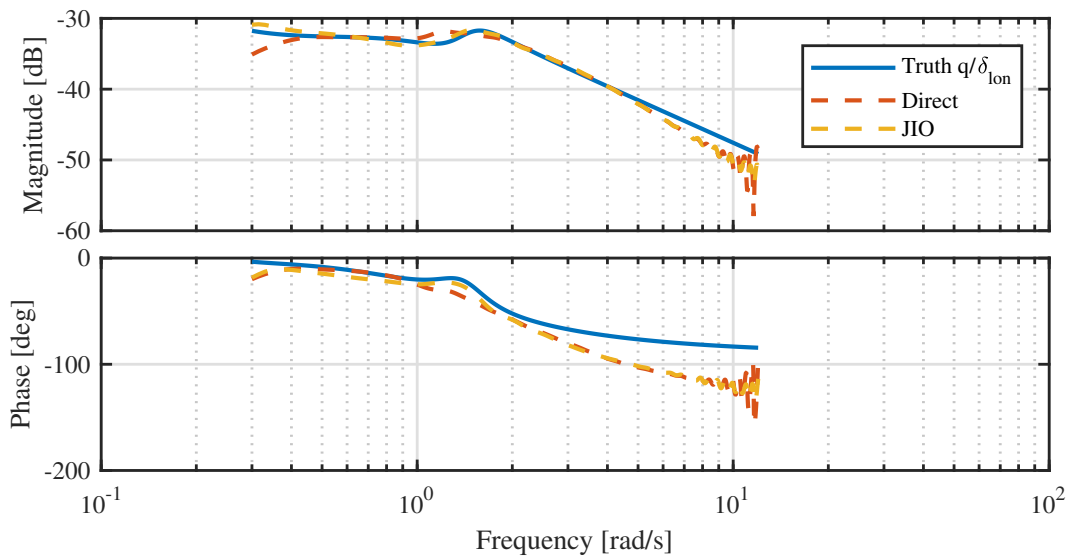 -30
-40
-50
-60
Magnitude [dB]
Truth q/δ_lon
Direct
JIO
0
-100
-200
Phase [deg]
10^-1
10^0
10^1
10^2
Frequency [rad/s]